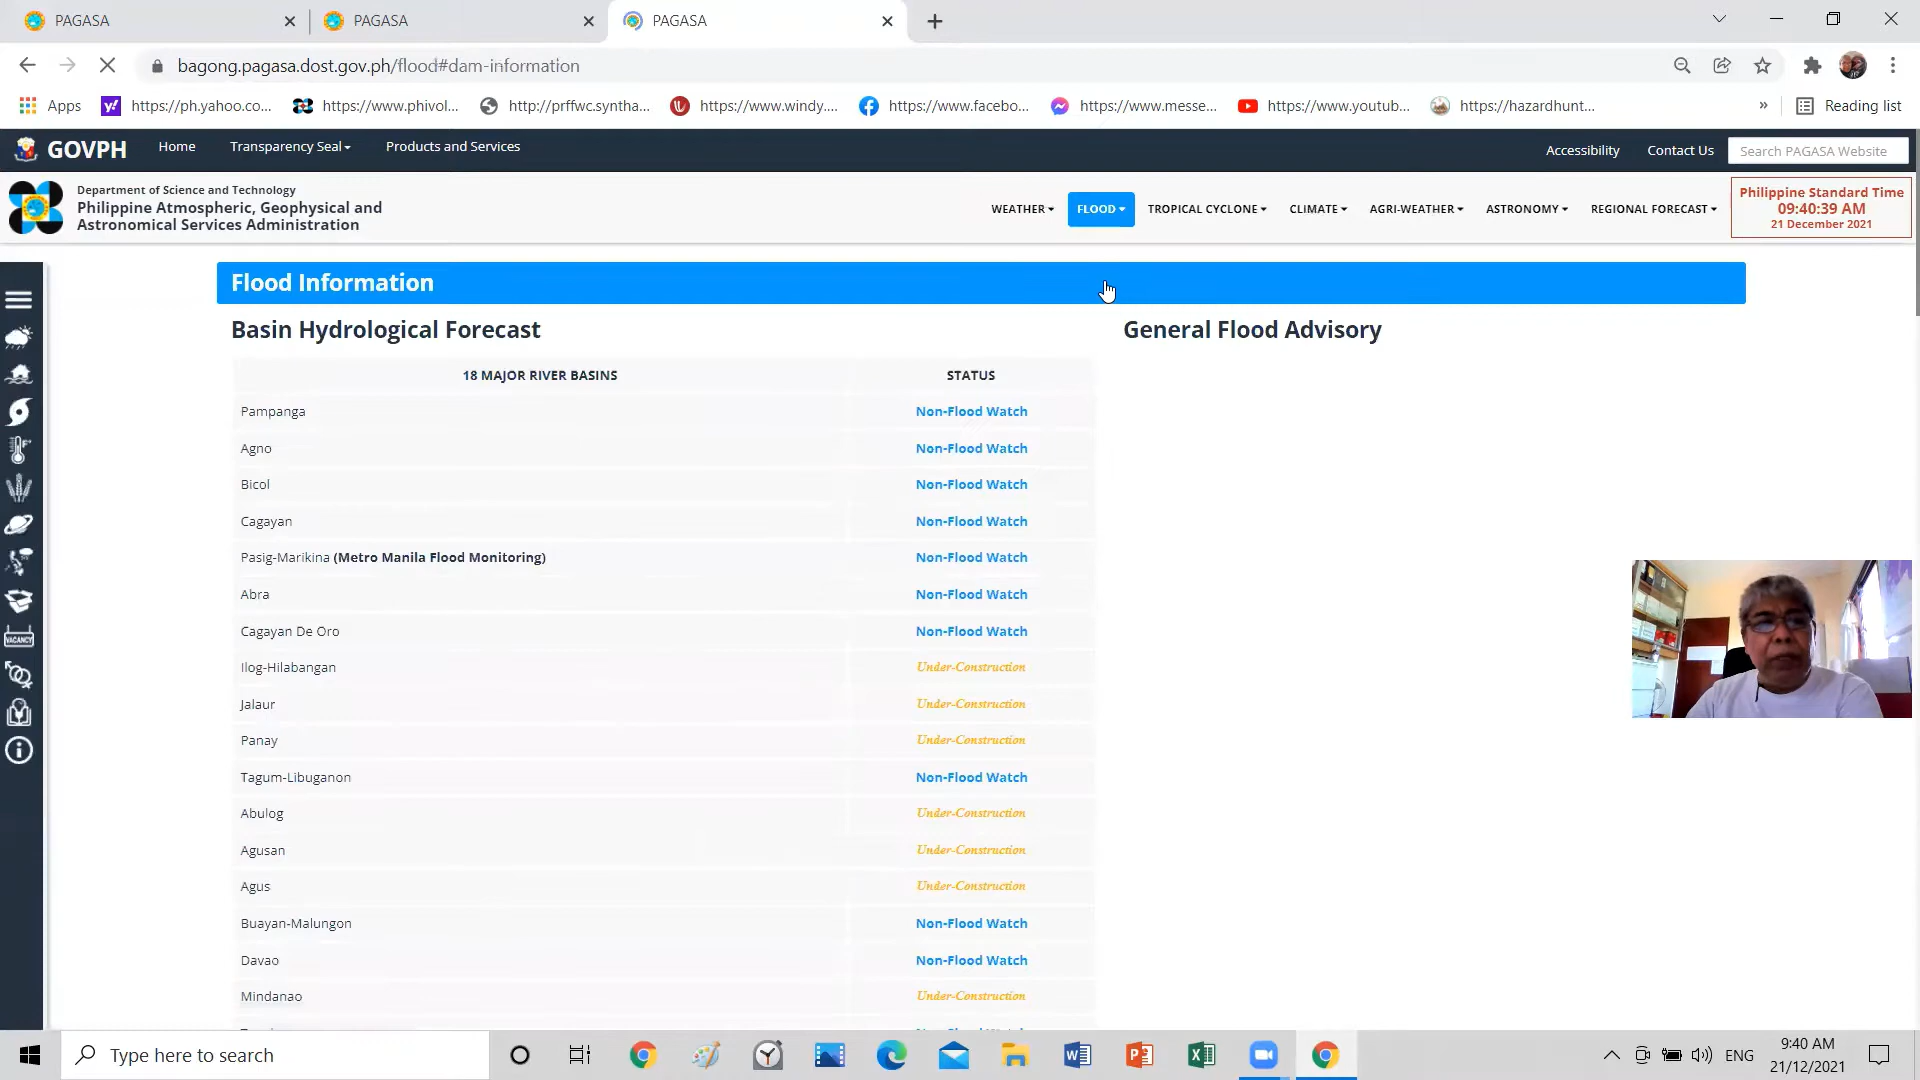 PAGASA
PAGASA
PAGASA
bagong.pagasa.dost.gov.ph/flood#dam-information
Apps
https://ph.yahoo.co...
https://www.phivol...
http://prffwc.syntha...
https://www.windy....
https://www.facebo...
https://www.messe...
https://www.youtub...
https://hazardhunt...
»
Reading list
GOVPH
Home
Transparency Seal
Products and Services
Accessibility
Contact Us
Search PAGASA Website
Department of Science and Technology
Philippine Atmospheric, Geophysical and
Astronomical Services Administration
WEATHER
FLOOD
TROPICAL CYCLONE
CLIMATE
AGRI-WEATHER
ASTRONOMY
REGIONAL FORECAST
Philippine Standard Time
09:40:39 AM
21 December 2021
Flood Information
Basin Hydrological Forecast
General Flood Advisory
18 MAJOR RIVER BASINS STATUS
Pampanga Non-Flood Watch
Agno Non-Flood Watch
Bicol Non-Flood Watch
Cagayan Non-Flood Watch
Pasig-Marikina (Metro Manila Flood Monitoring) Non-Flood Watch
Abra Non-Flood Watch
Cagayan De Oro Non-Flood Watch
Ilog-Hilabangan Under-Construction
Jalaur Under-Construction
Panay Under-Construction
Tagum-Libuganon Non-Flood Watch
Abulog Under-Construction
Agusan Under-Construction
Agus Under-Construction
Buayan-Malungon Non-Flood Watch
Davao Non-Flood Watch
Mindanao Under-Construction
VACANCY
Type here to search
ENG
9:40 AM
21/12/2021